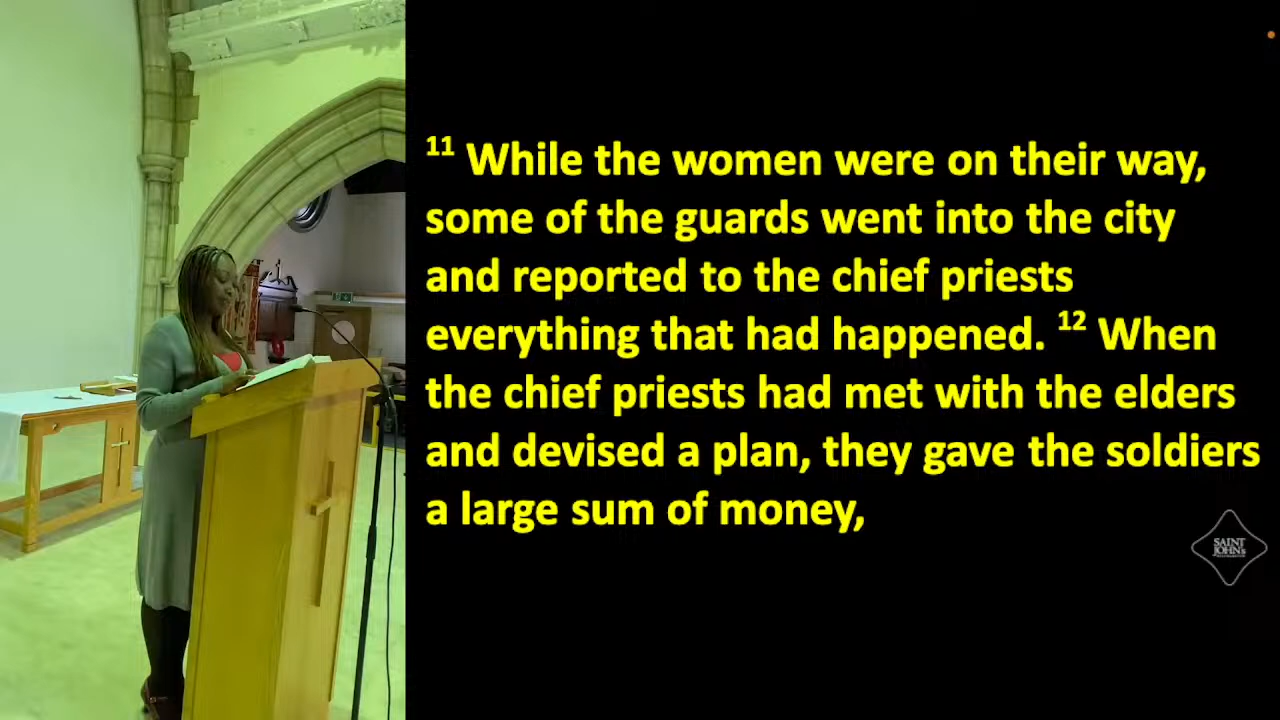 ¹¹ While the women were on their way,
some of the guards went into the city
and reported to the chief priests
everything that had happened. ¹² When
the chief priests had met with the elders
and devised a plan, they gave the soldiers
a large sum of money,
SAINT
JOHN's